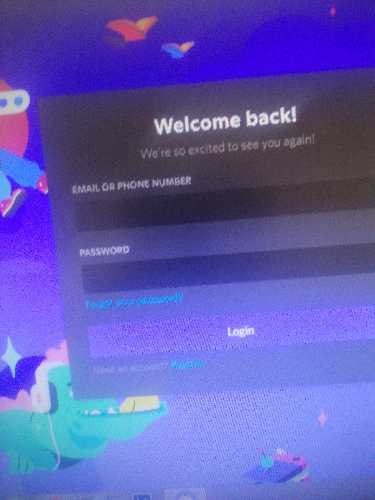 Welcome back!
We're so excited to see you again!
EMAIL OR PHONE NUMBER
PASSWORD
Forgot your password?
Login
Need an account? Register